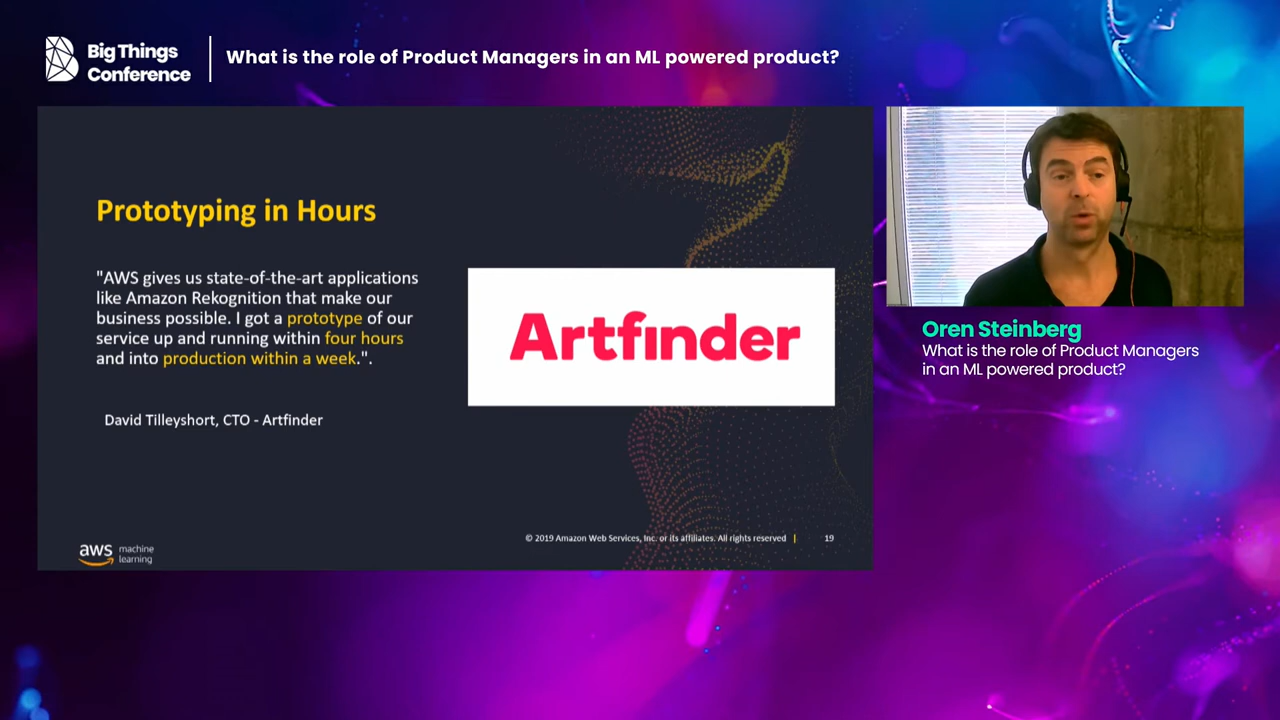 Big Things
Conference
What is the role of Product Managers in an ML powered product?
Prototyping in Hours
"AWS gives us state-of-the-art applications
like Amazon Rekognition that make our
business possible. I got a prototype of our
service up and running within four hours
and into production within a week.".
David Tilleyshort, CTO - Artfinder
Artfinder
aws machine
learning
© 2019 Amazon Web Services, Inc. or its affiliates. All rights reserved |
19
Oren Steinberg
What is the role of Product Managers
in an ML powered product?